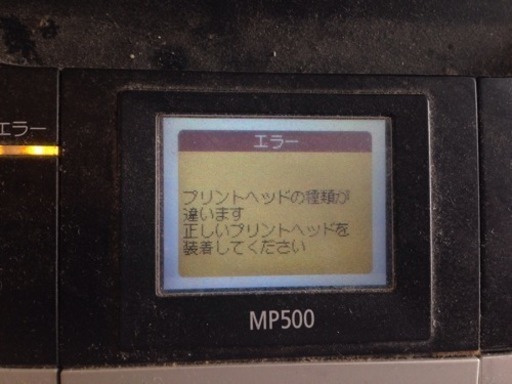 エラー
エラー
プリントヘッドの種類が
違います
正しいプリントヘッドを
装着してください
MP500